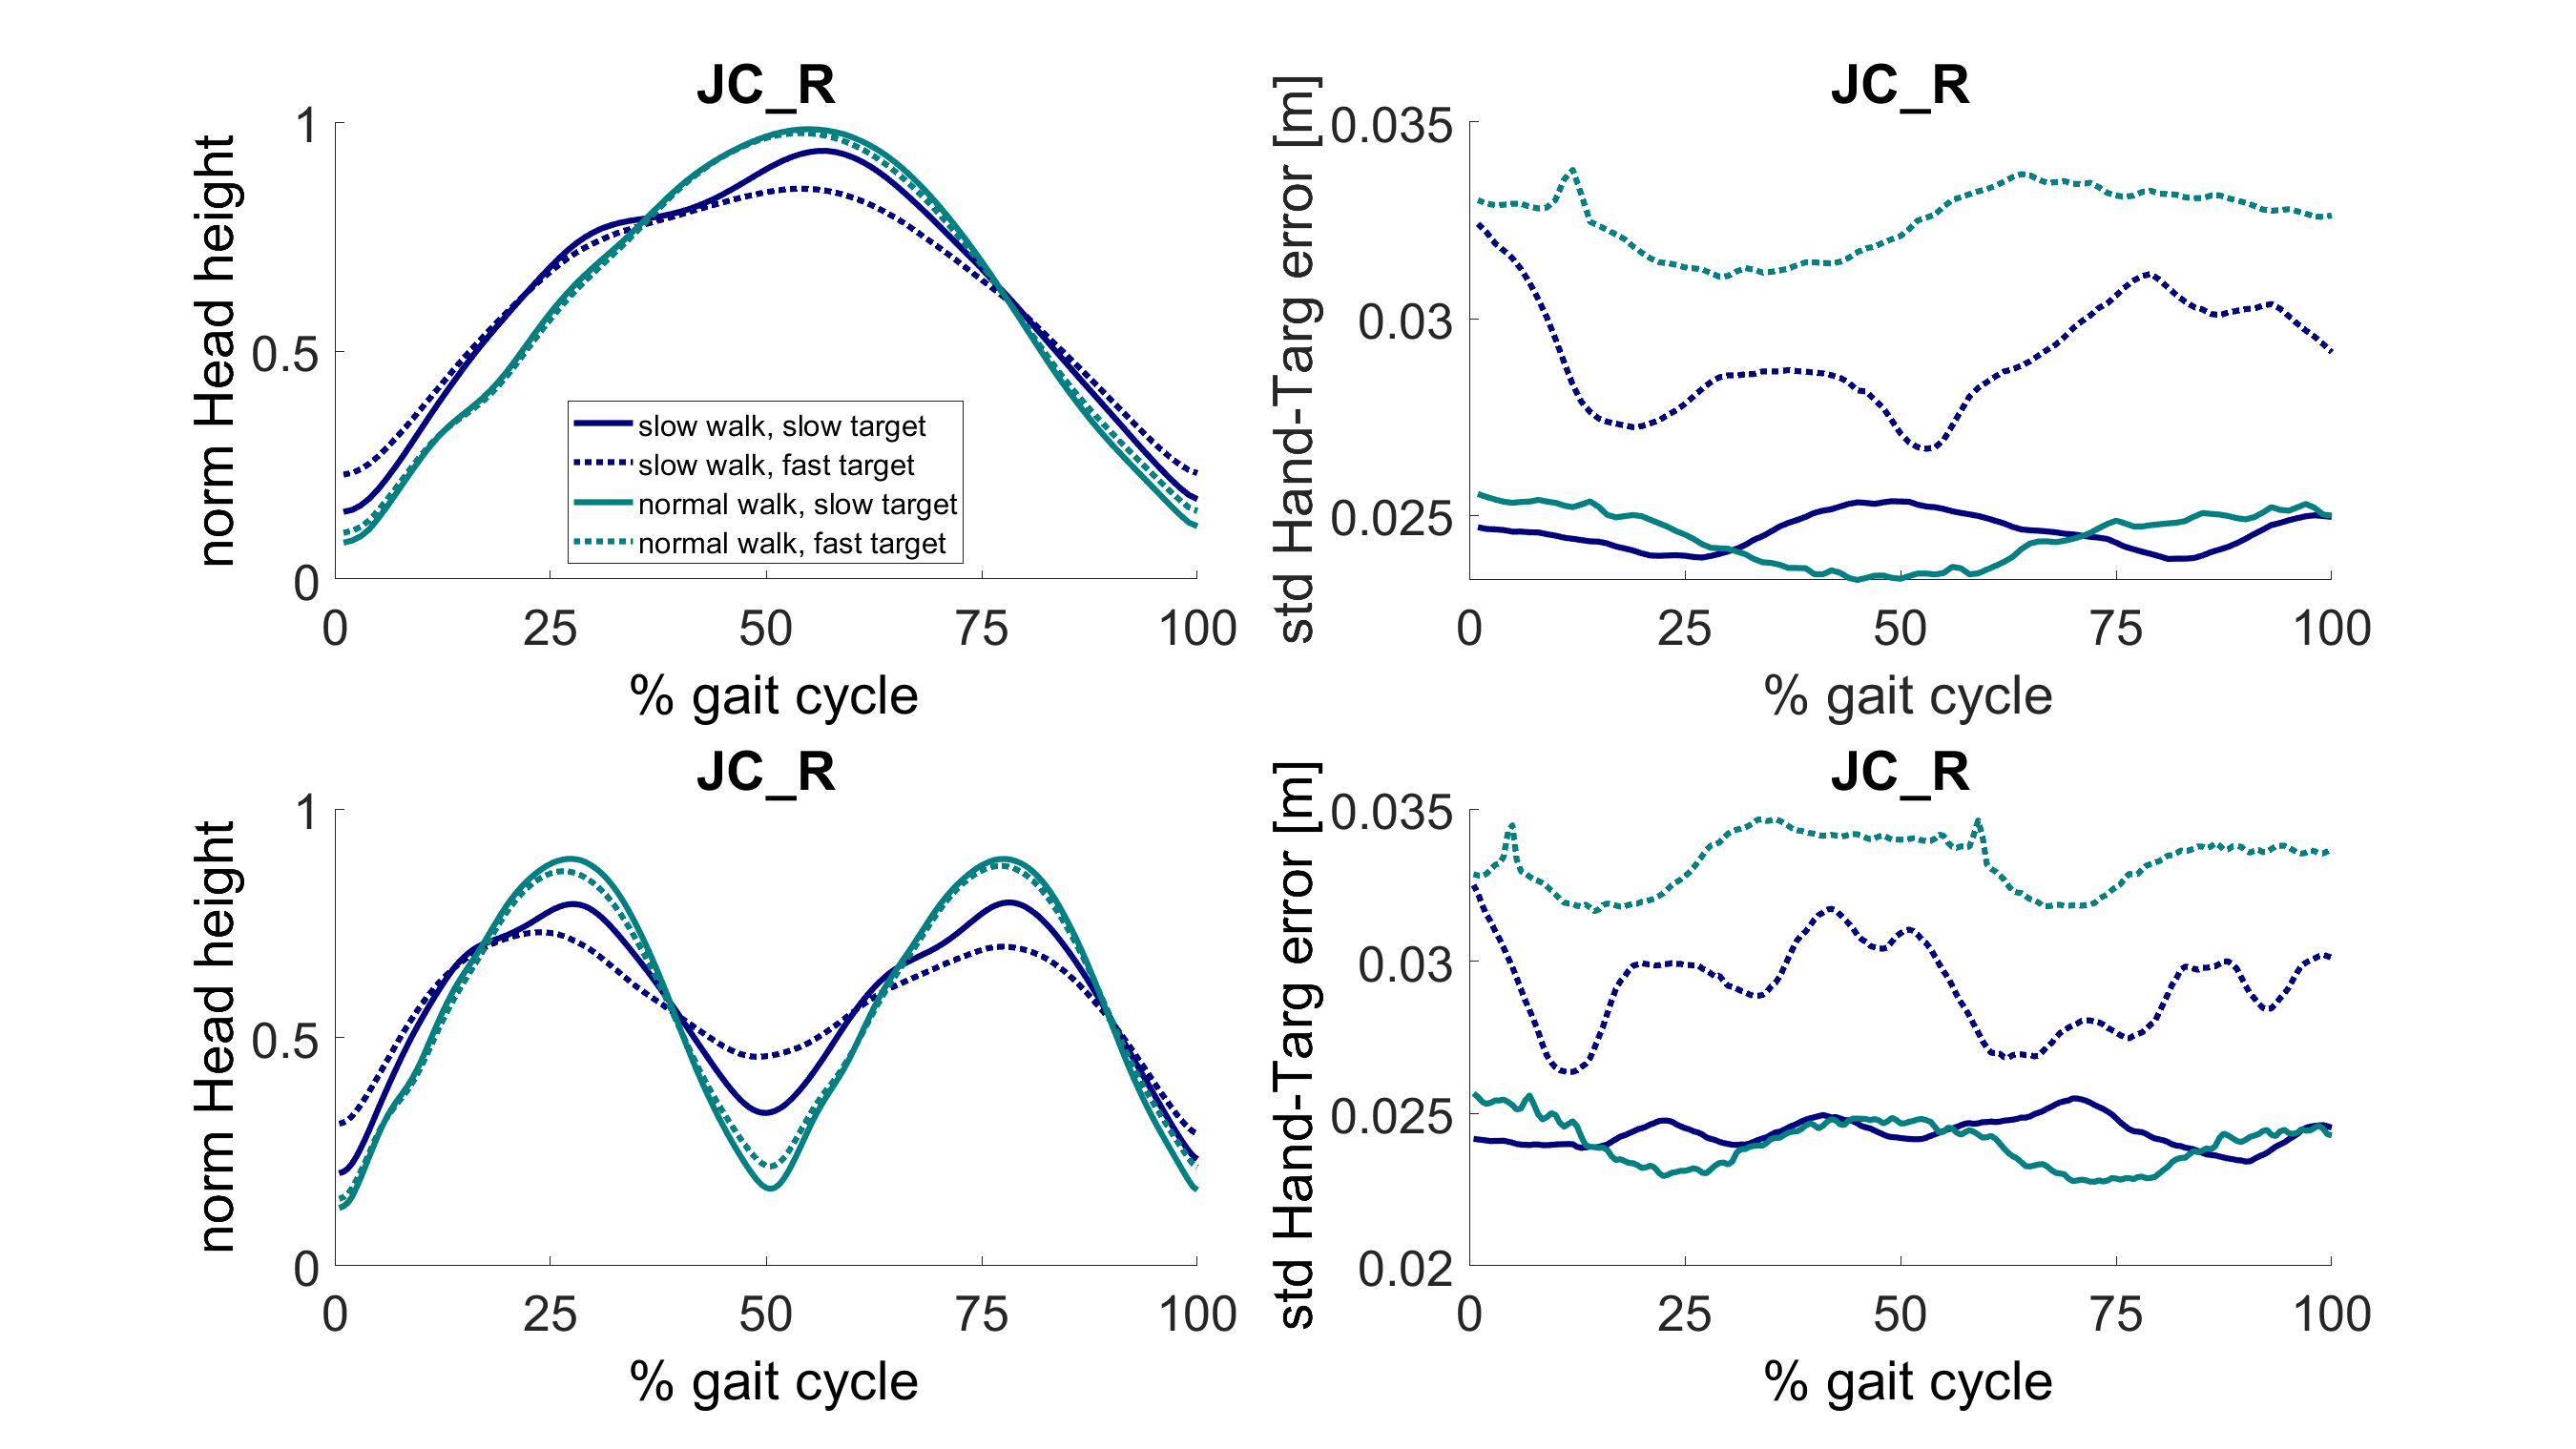 JC_R
norm Head height
1
0.5
0
0 25 50 75 100
% gait cycle
slow walk, slow target
slow walk, fast target
normal walk, slow target
normal walk, fast target
JC_R
std Hand-Targ error [m]
0.035
0.03
0.025
0 25 50 75 100
% gait cycle
JC_R
norm Head height
1
0.5
0
0 25 50 75 100
% gait cycle
JC_R
std Hand-Targ error [m]
0.035
0.03
0.025
0.02
0 25 50 75 100
% gait cycle